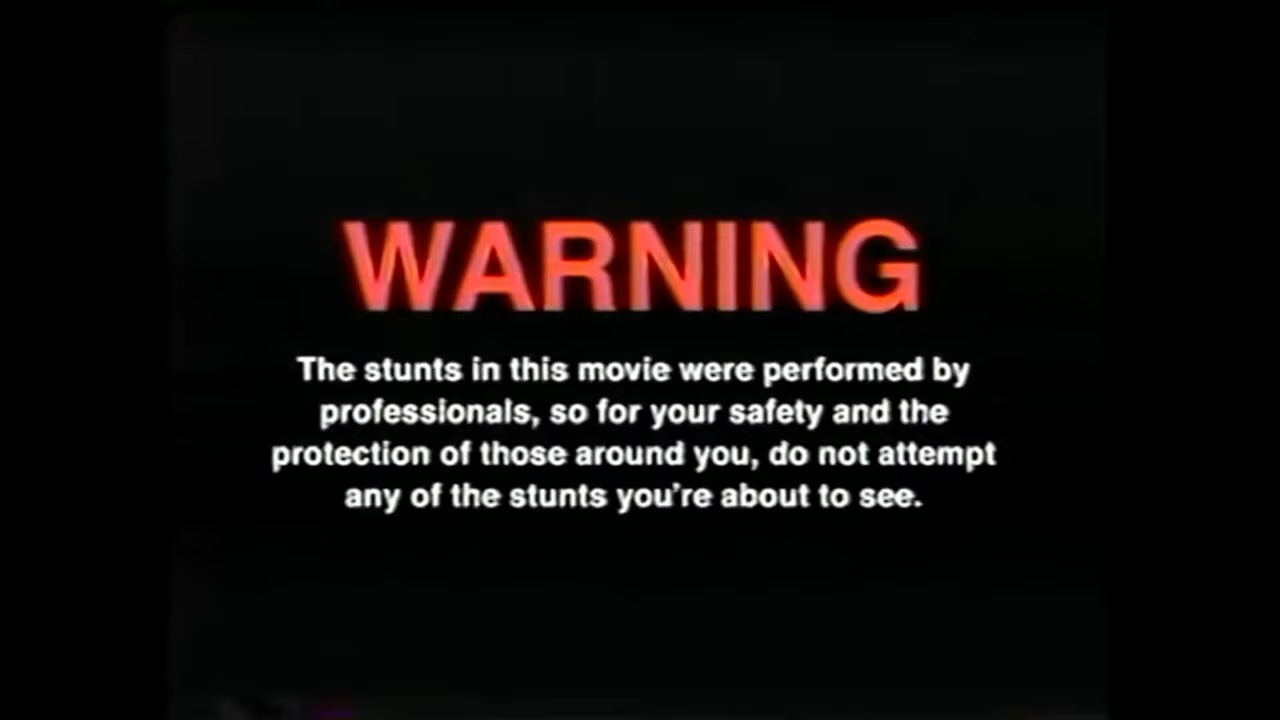 WARNING
The stunts in this movie were performed by
professionals, so for your safety and the
protection of those around you, do not attempt
any of the stunts you're about to see.